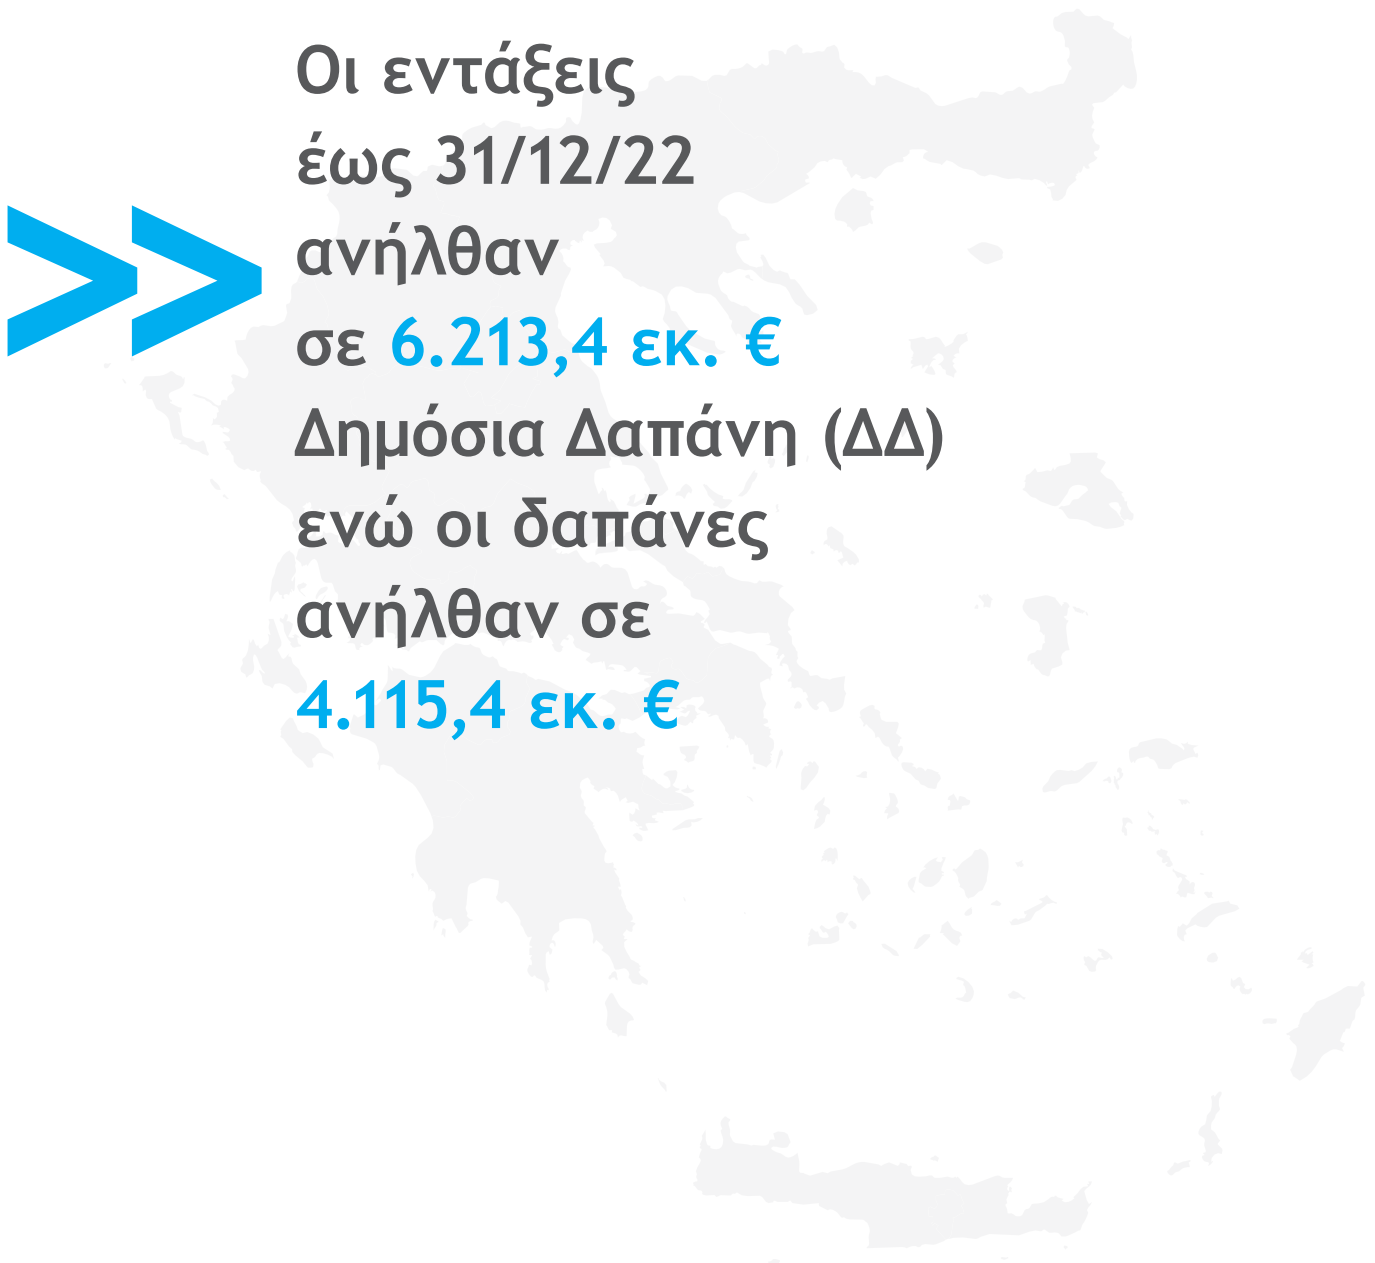 Οι εντάξεις
έως 31/12/22
ανήλθαν
σε 6.213,4 εκ. €
Δημόσια Δαπάνη (ΔΔ)
ενώ οι δαπάνες
ανήλθαν σε
4.115,4 εκ. €